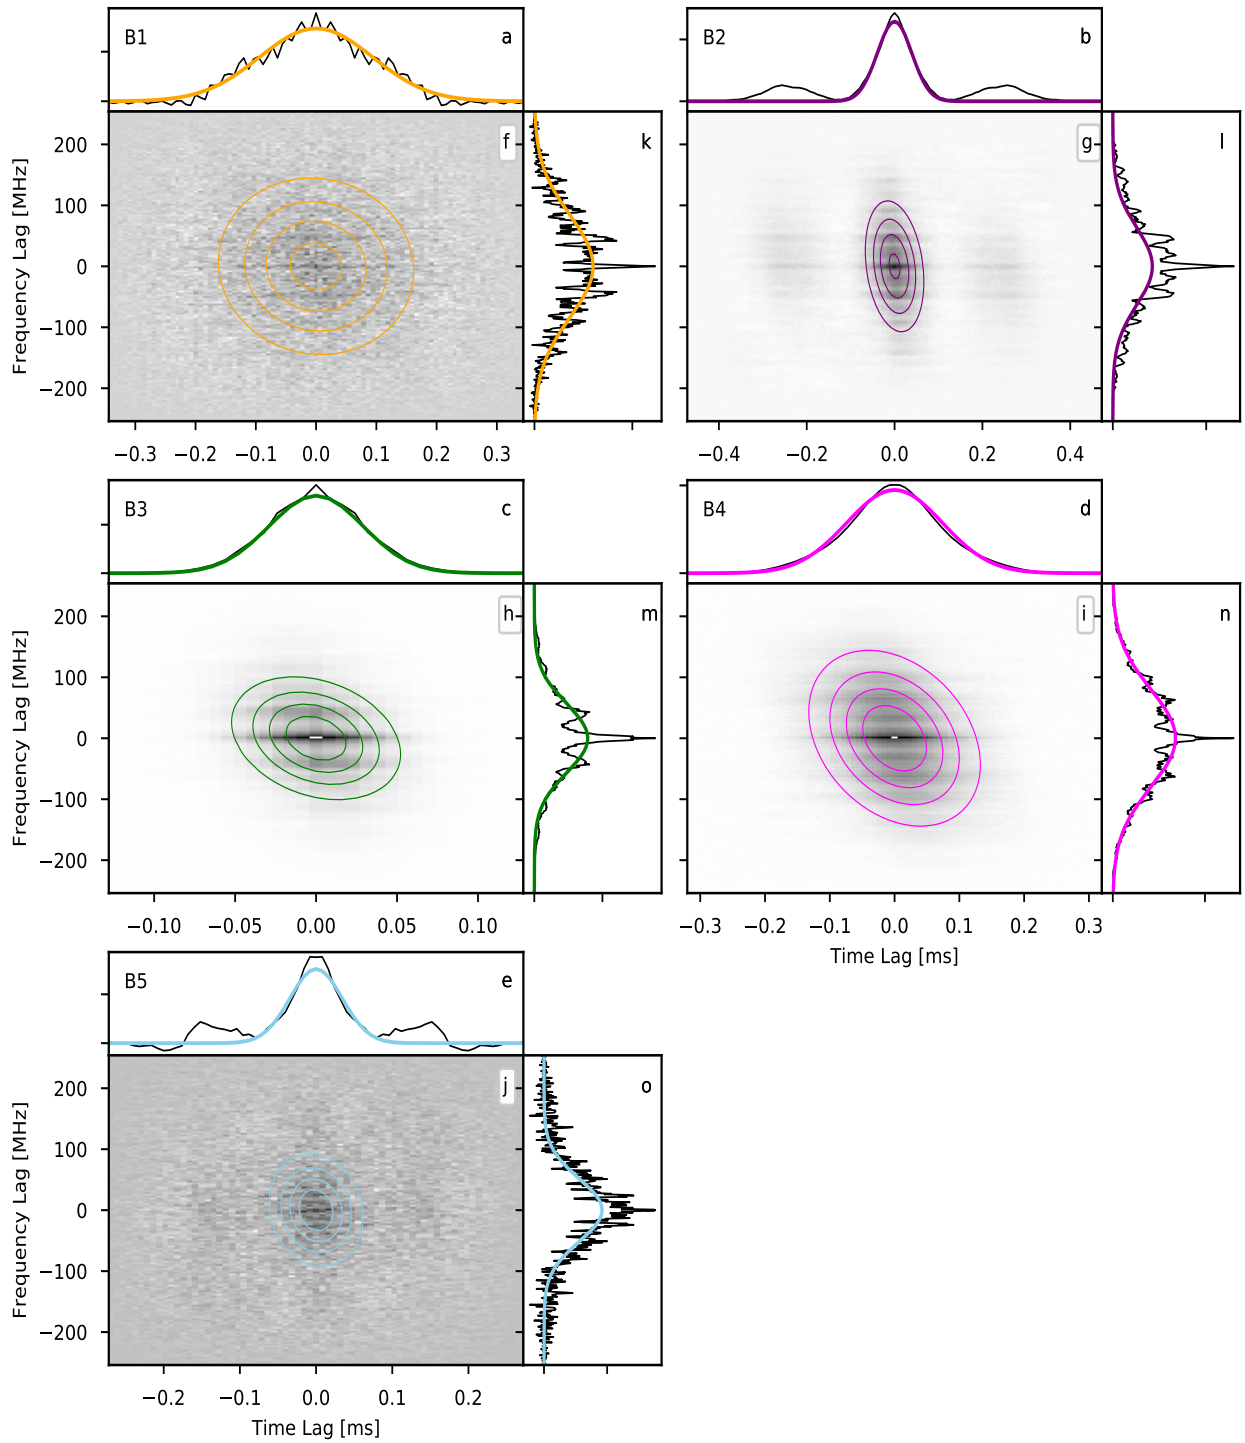 B1 a
B2 b
Frequency Lag [MHz]
200
100
0
−100
−200
f k
g l
−0.3 −0.2 −0.1 0.0 0.1 0.2 0.3
−0.4 −0.2 0.0 0.2 0.4
B3 c
B4 d
Frequency Lag [MHz]
200
100
0
−100
−200
h m
i n
−0.10 −0.05 0.00 0.05 0.10
−0.3 −0.2 −0.1 0.0 0.1 0.2 0.3
Time Lag [ms]
B5 e
Frequency Lag [MHz]
200
100
0
−100
−200
j o
−0.2 −0.1 0.0 0.1 0.2
Time Lag [ms]